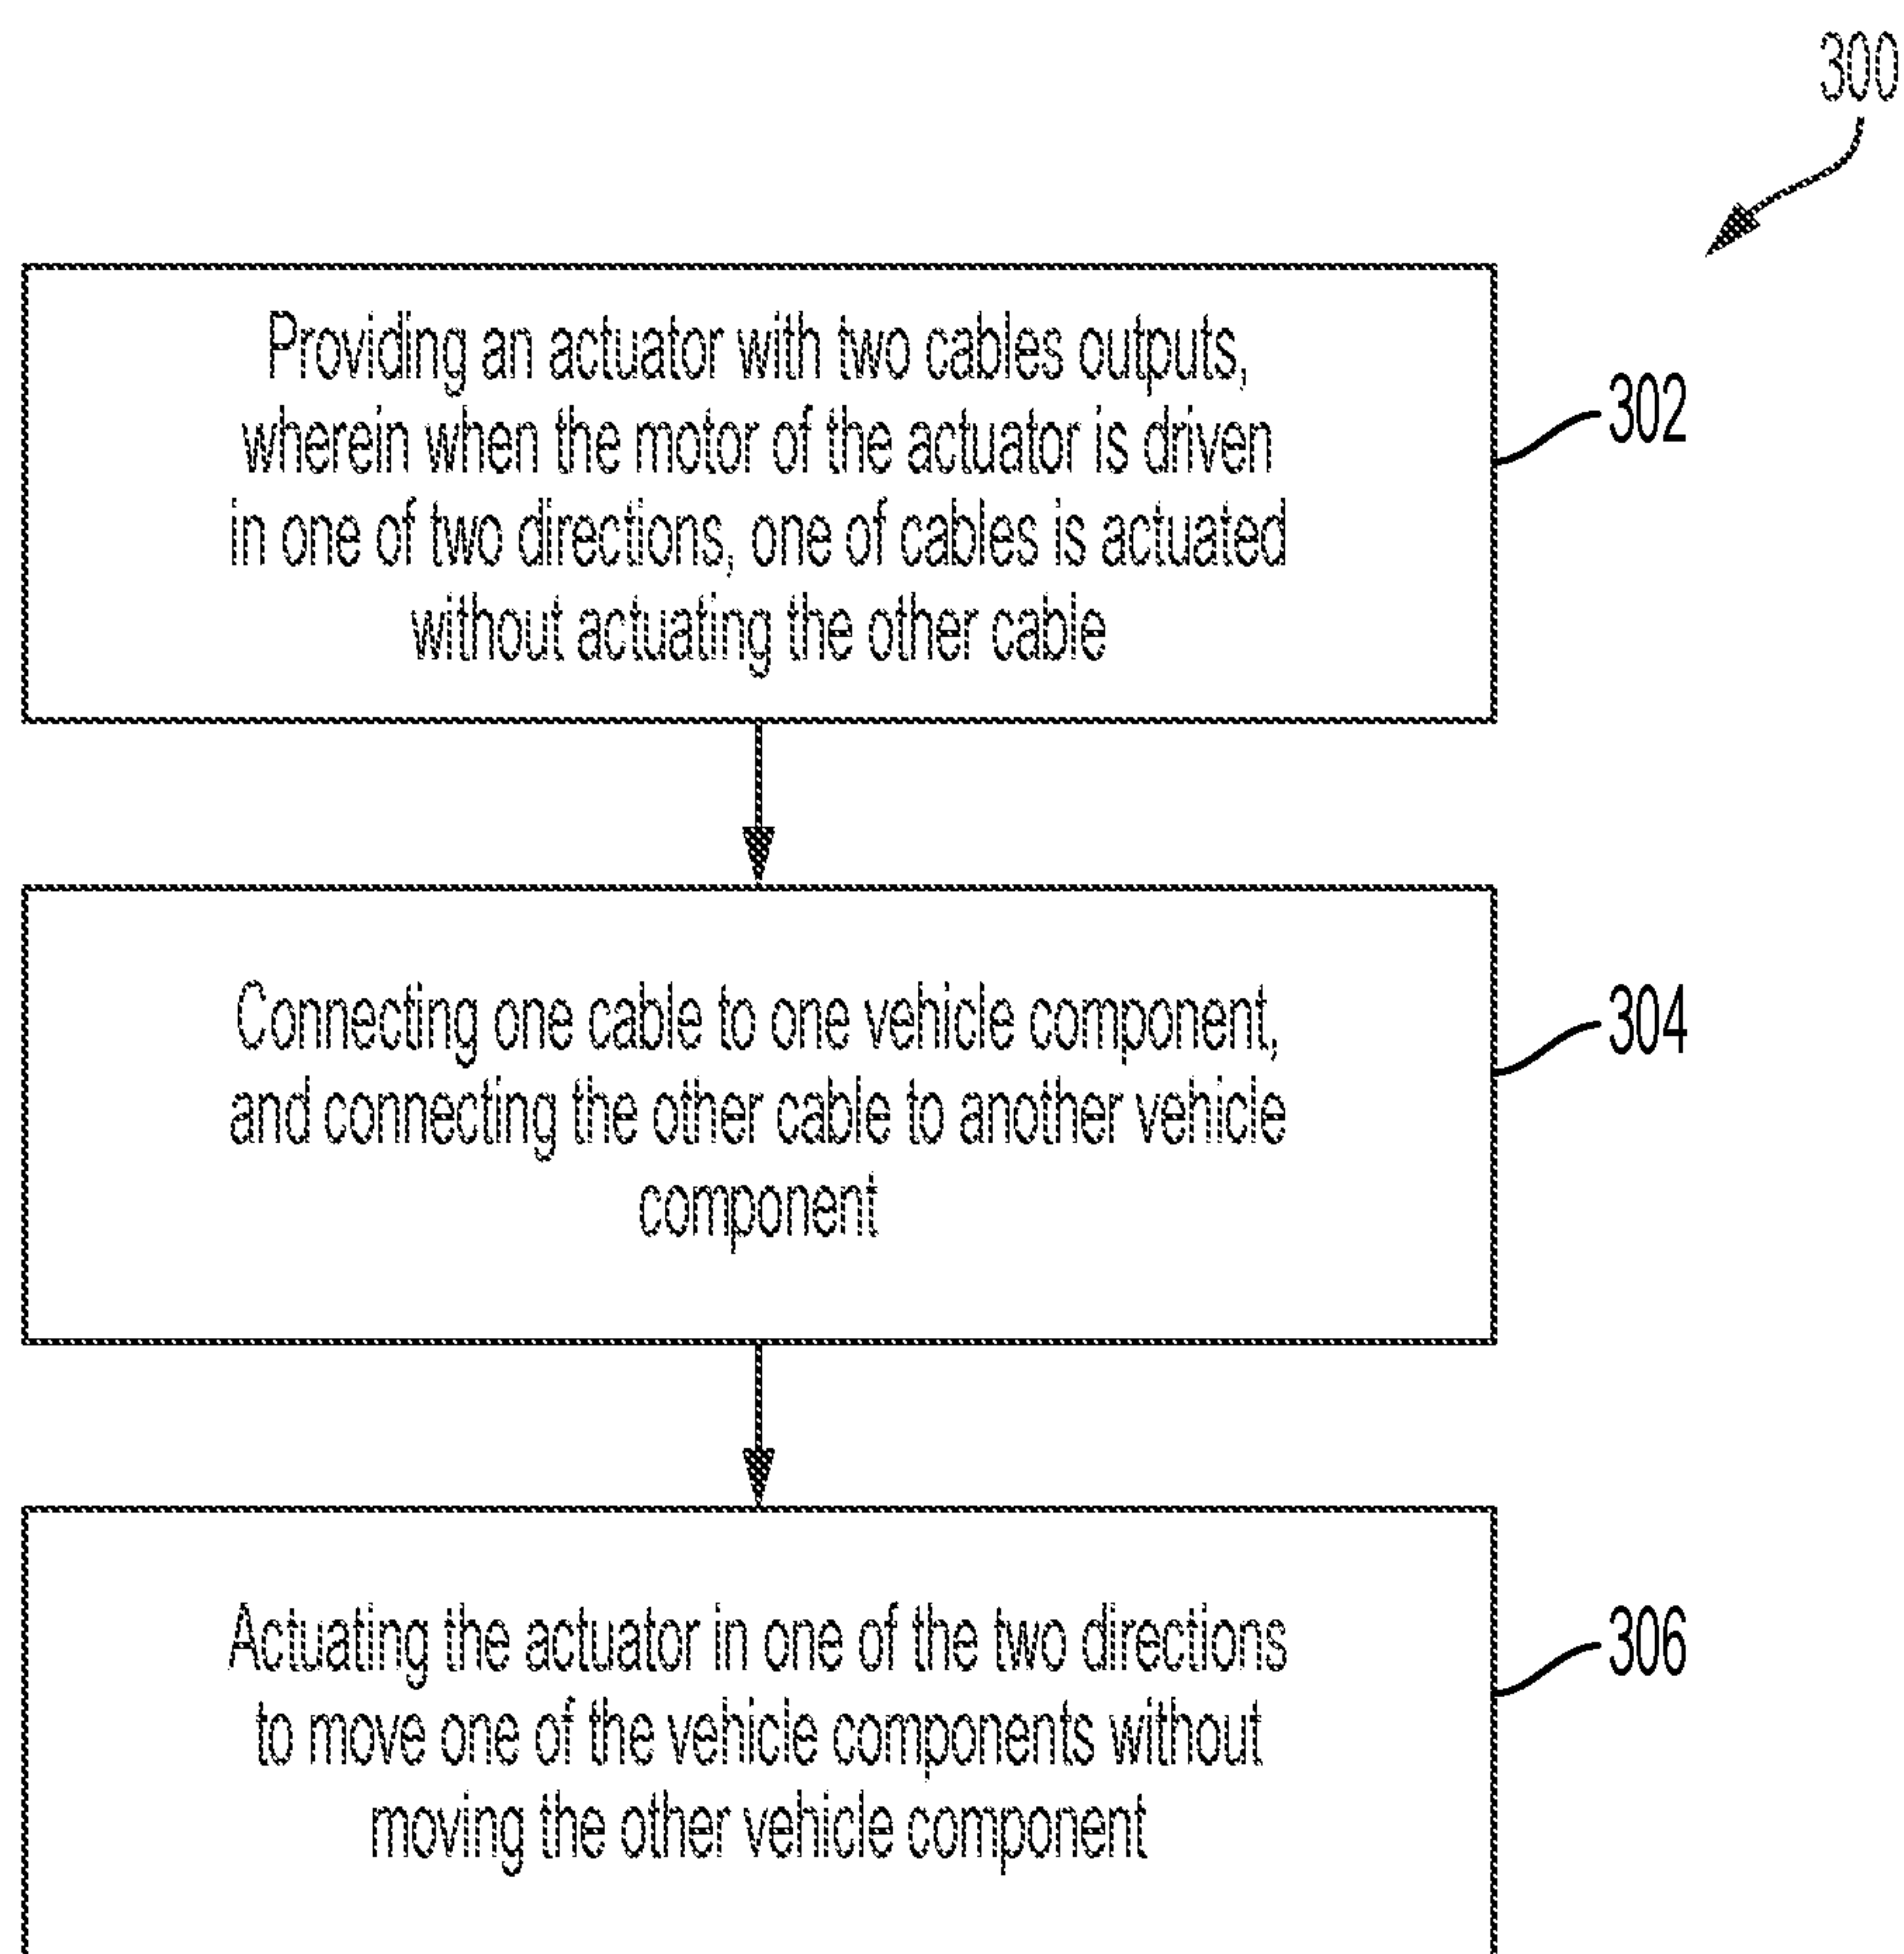 300
Providing an actuator with two cables outputs,
wherein when the motor of the actuator is driven
in one of two directions, one of cables is actuated
without actuating the other cable
302
Connecting one cable to one vehicle component,
and connecting the other cable to another vehicle
component
304
Actuating the actuator in one of the two directions
to move one of the vehicle components without
moving the other vehicle component
306